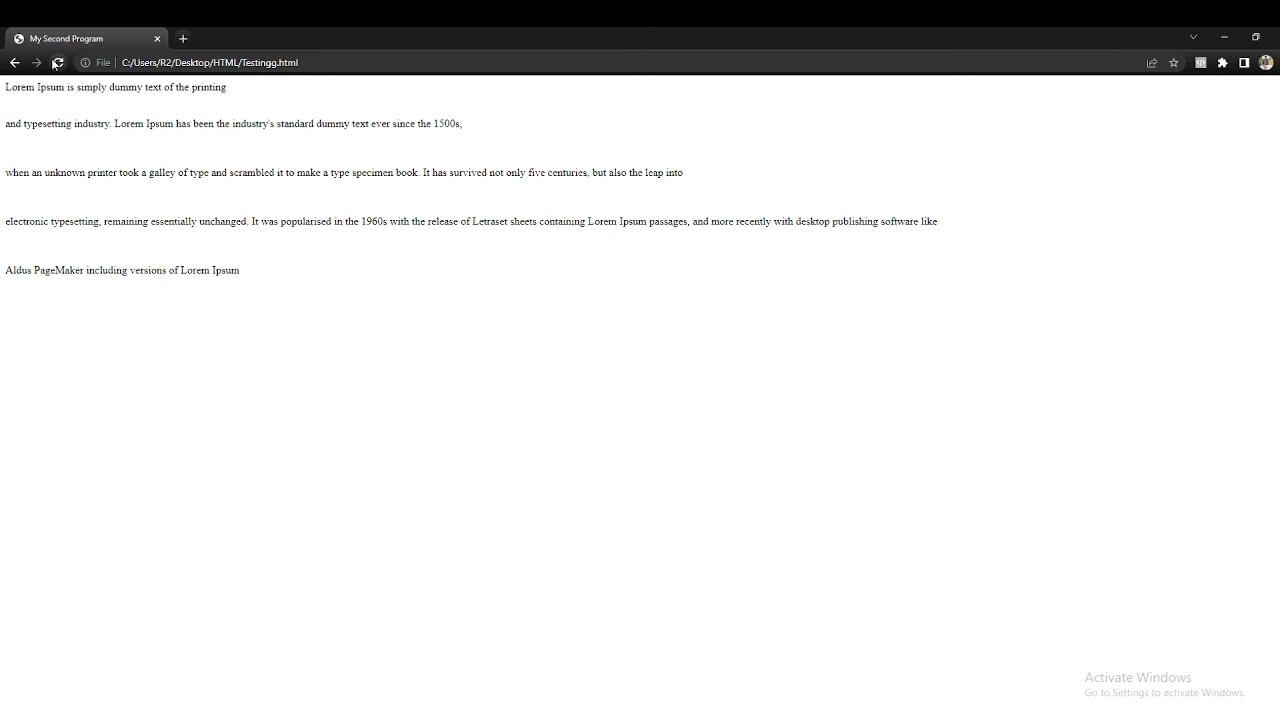 My Second Program
File C:/Users/R2/Desktop/HTML/Testingg.html
Lorem Ipsum is simply dummy text of the printing
and typesetting industry. Lorem Ipsum has been the industry's standard dummy text ever since the 1500s,
when an unknown printer took a galley of type and scrambled it to make a type specimen book. It has survived not only five centuries, but also the leap into
electronic typesetting, remaining essentially unchanged. It was popularised in the 1960s with the release of Letraset sheets containing Lorem Ipsum passages, and more recently with desktop publishing software like
Aldus PageMaker including versions of Lorem Ipsum
Activate Windows
Go to Settings to activate Windows.